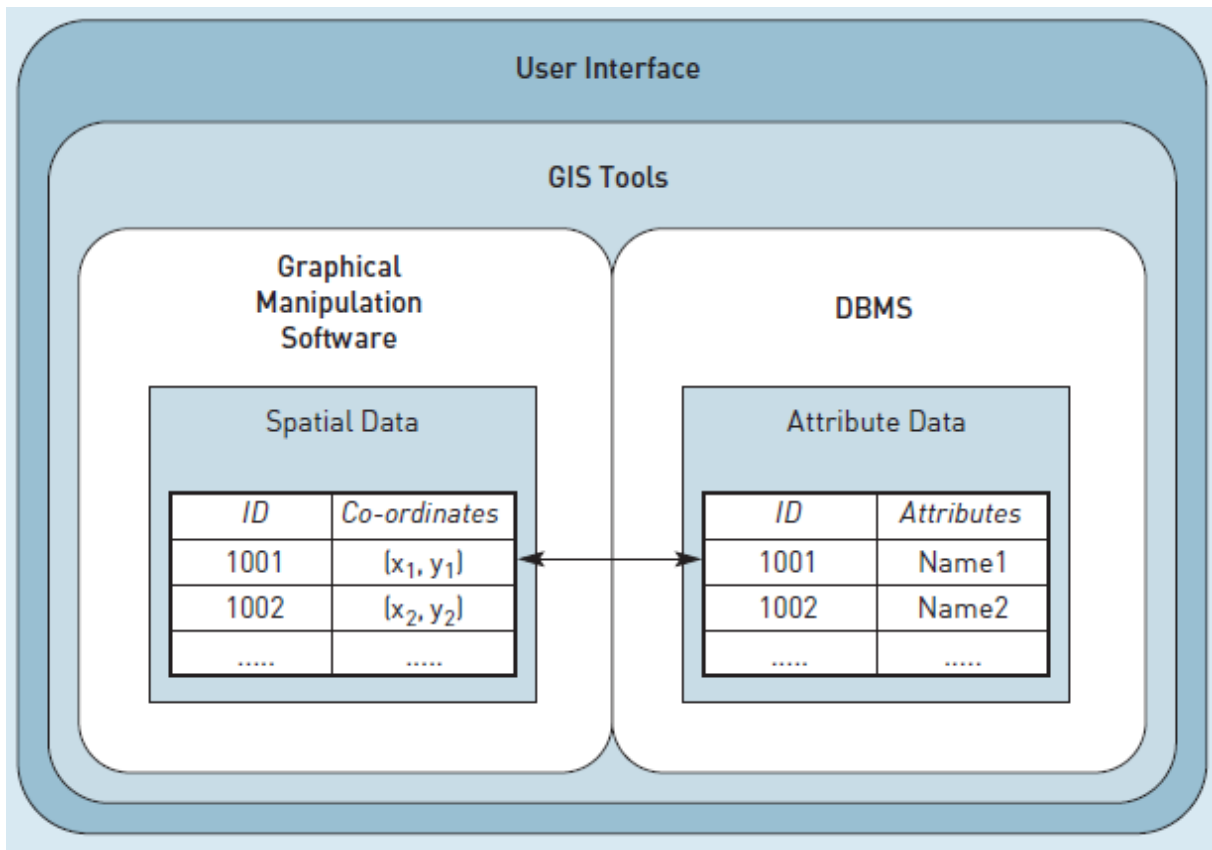 User Interface
GIS Tools
Graphical
Manipulation
Software
Spatial Data
ID Co-ordinates
1001 (x₁, y₁)
1002 (x₂, y₂)
..... .....
DBMS
Attribute Data
ID Attributes
1001 Name1
1002 Name2
..... .....